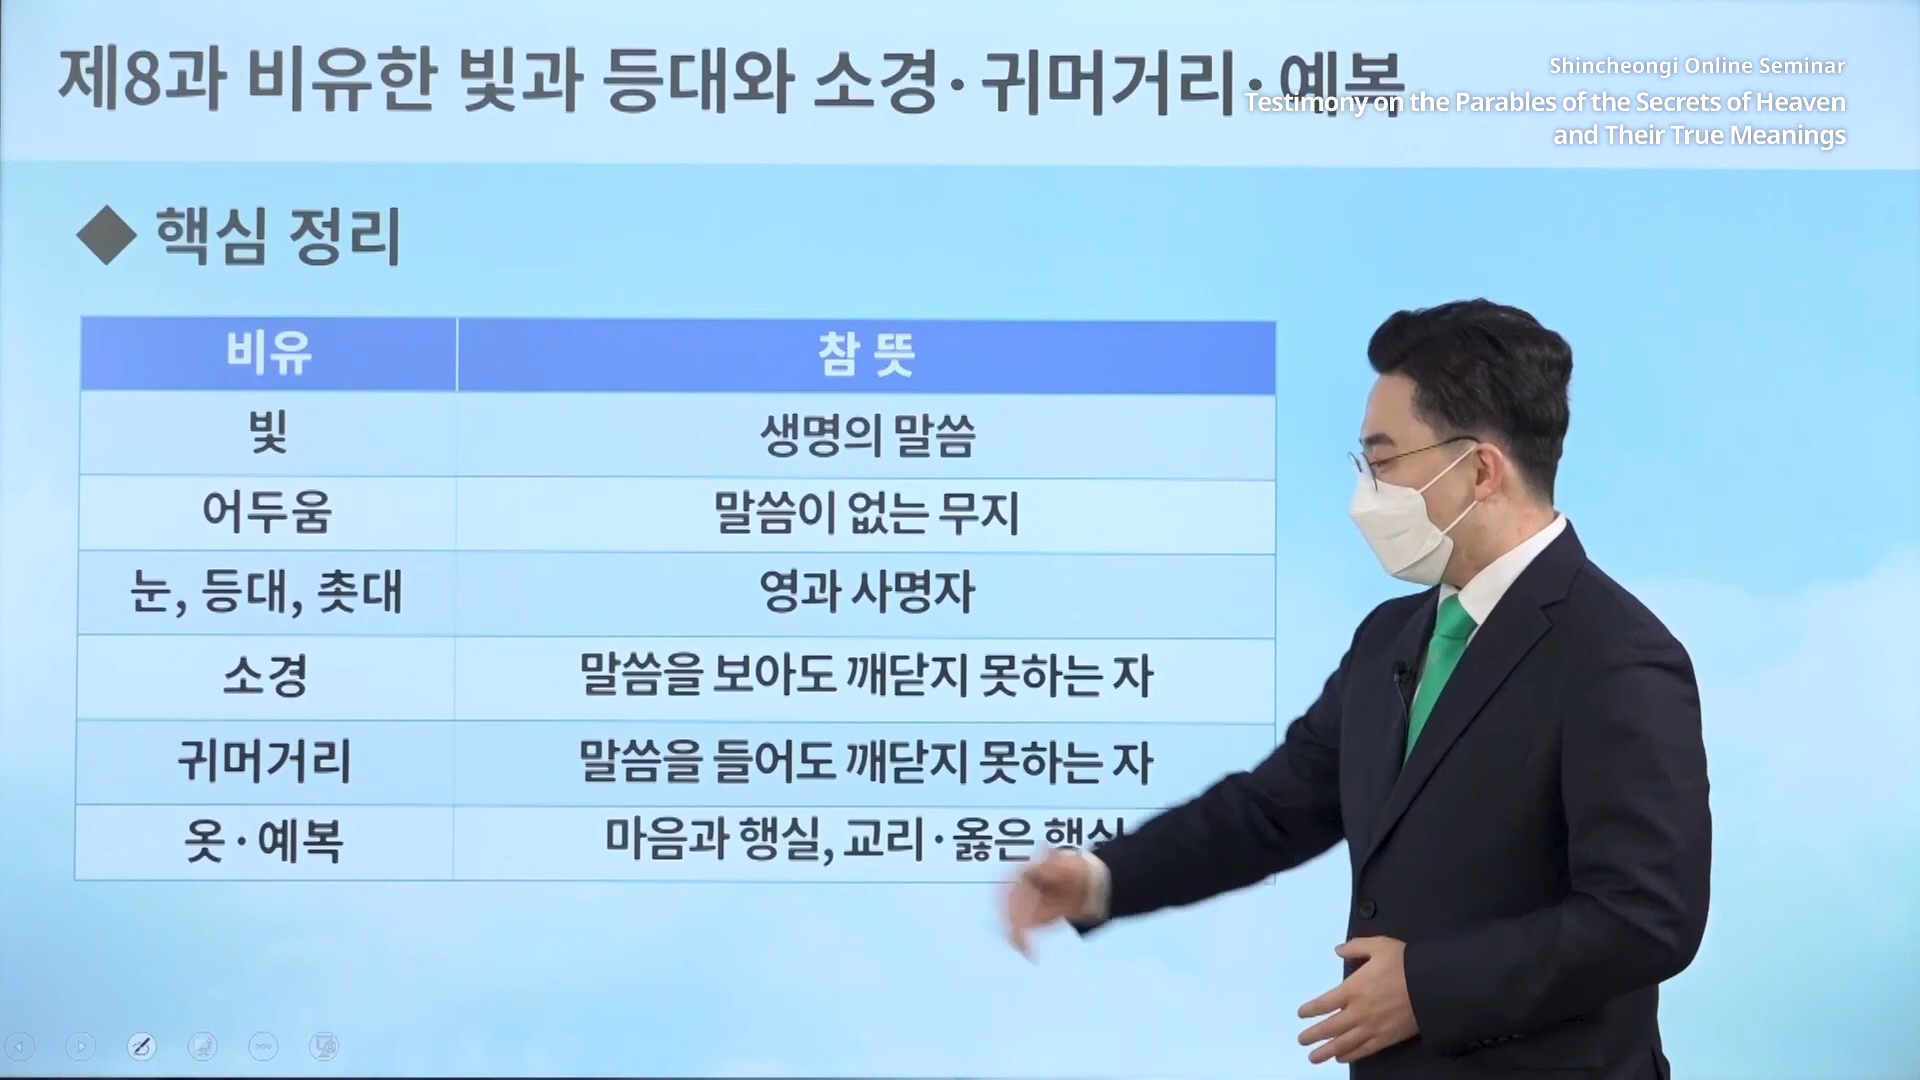 제8과 비유한 빛과 등대와 소경·귀머거리·예복
Shincheongi Online Seminar
Testimony on the Parables of the Secrets of Heaven
and Their True Meanings
◆ 핵심 정리
비유 참 뜻
빛 생명의 말씀
어두움 말씀이 없는 무지
눈, 등대, 촛대 영과 사명자
소경 말씀을 보아도 깨닫지 못하는 자
귀머거리 말씀을 들어도 깨닫지 못하는 자
옷·예복 마음과 행실, 교리·옳은 행실